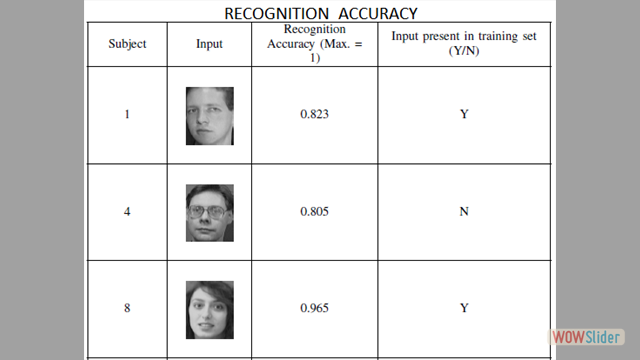 RECOGNITION ACCURACY
Subject
Input
Recognition
Accuracy (Max. =
1)
Input present in training set
(Y/N)
1
0.823
Y
4
0.805
N
8
0.965
Y
WOWSlider